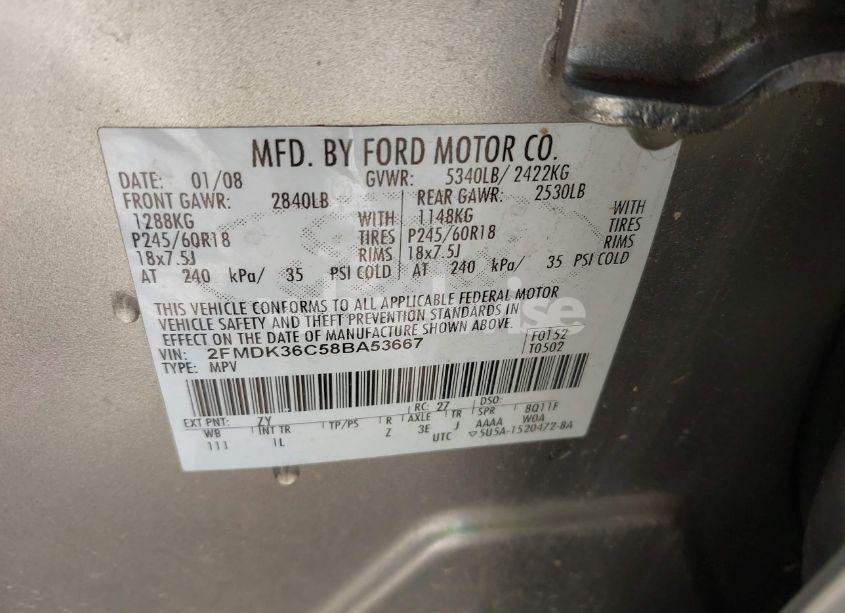 MFD. BY FORD MOTOR CO.
DATE: 01/08 GVWR: 5340LB/ 2422KG
FRONT GAWR: 2840LB REAR GAWR: 2530LB
1288KG WITH 1148KG WITH
P245/60R18 TIRES P245/60R18 TIRES
18x7.5J RIMS 18x7.5J RIMS
AT 240 kPa/ 35 PSI COLD AT 240 kPa/ 35 PSI COLD
THIS VEHICLE CONFORMS TO ALL APPLICABLE FEDERAL MOTOR
VEHICLE SAFETY AND THEFT PREVENTION STANDARDS IN
EFFECT ON THE DATE OF MANUFACTURE SHOWN ABOVE.
VIN: 2FMDK36C58BA53667 F0152
TYPE: MPV T0502
EXT PNT: ZY RC: 27 DSO:
WB INT TR TP/PS R AXLE TR SPR 8Q11F
111 IL Z 3E J AAAA W0A
UTC ▽5U5A-1520472-BA